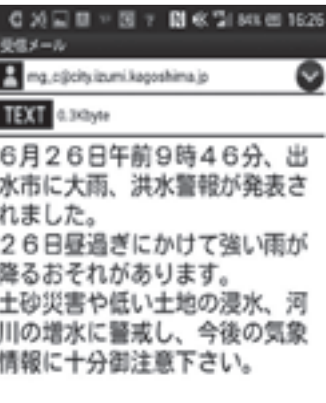 84% 16:26
受信メール
mg_c@city.izumi.kagoshima.jp
TEXT 0.3Kbyte
6月26日午前9時46分、出
水市に大雨、洪水警報が発表さ
れました。
26日昼過ぎにかけて強い雨が
降るおそれがあります。
土砂災害や低い土地の浸水、河
川の増水に警戒し、今後の気象
情報に十分御注意下さい。